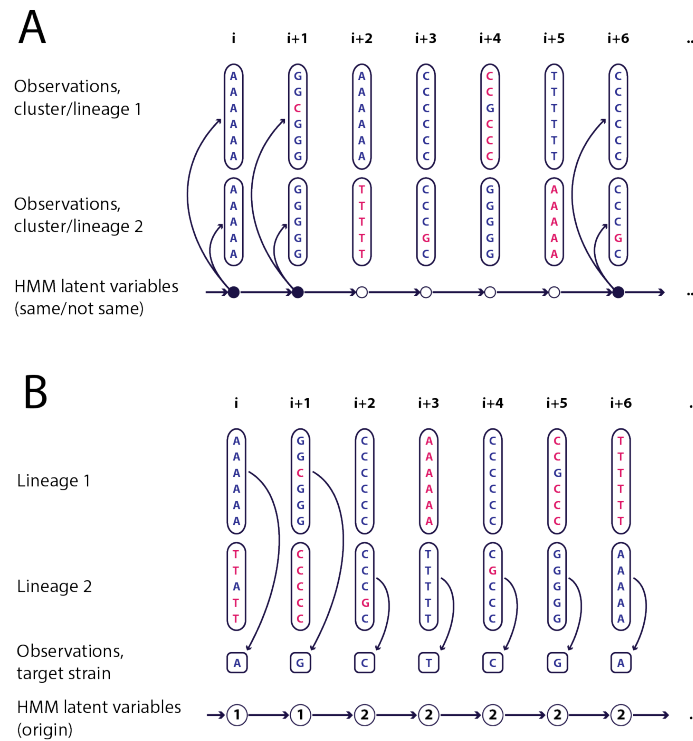 A
i i+1 i+2 i+3 i+4 i+5 i+6 ..
Observations,
cluster/lineage 1
A G A C C T C
A G A C C T C
A C A C G T C
A G A C C T C
A G A C C T C
A G A C C T C
Observations,
cluster/lineage 2
A G T C G A C
A G T C G A C
A G T C G A C
A G T G G A G
A G T C G A C
HMM latent variables
(same/not same)
..
B
i i+1 i+2 i+3 i+4 i+5 i+6 .
Lineage 1
A G C A C C T
A G C A C C T
A C C A C G T
A G C A C C T
A G C A C C T
A G C A C C T
Lineage 2
T C C T C G A
T C C T G G A
A C C T C G A
T C G T C G A
T C C T C G A
Observations,
target strain
A G C T C G A
HMM latent variables
(origin)
1 1 2 2 2 2 2 .